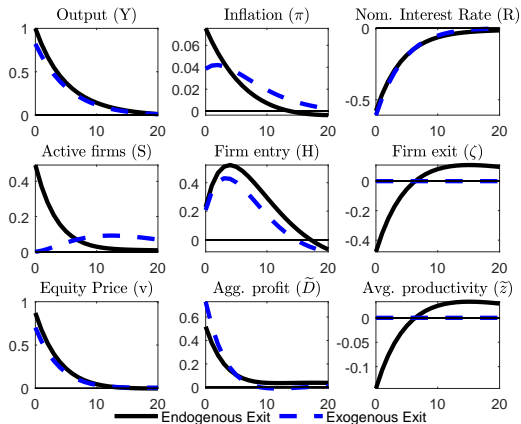 Output (Y)
Inflation (π)
Nom. Interest Rate (R)
1
0.5
0
0 10 20
0.06
0.04
0.02
0
0 10 20
0
-0.5
0 10 20
Active firms (S)
Firm entry (H)
Firm exit (ζ)
0.4
0.2
0
0 10 20
0.4
0.2
0
0 10 20
0
-0.2
-0.4
0 10 20
Equity Price (v)
Agg. profit (D̃)
Avg. productivity (z̃)
1
0.5
0
0 10 20
0.6
0.4
0.2
0
0 10 20
0
-0.05
-0.1
0 10 20
Endogenous Exit Exogenous Exit